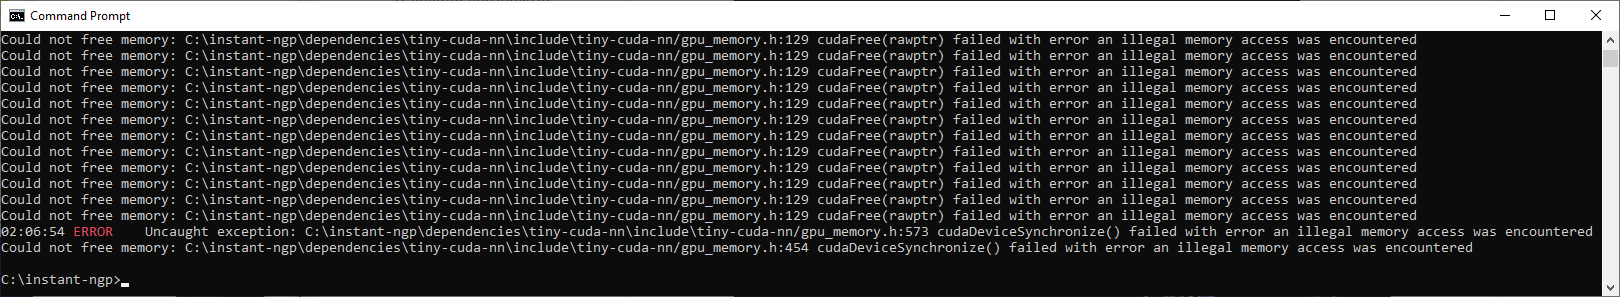 Command Prompt
Could not free memory: C:\instant-ngp\dependencies\tiny-cuda-nn\include\tiny-cuda-nn/gpu_memory.h:129 cudaFree(rawptr) failed with error an illegal memory access was encountered
Could not free memory: C:\instant-ngp\dependencies\tiny-cuda-nn\include\tiny-cuda-nn/gpu_memory.h:129 cudaFree(rawptr) failed with error an illegal memory access was encountered
Could not free memory: C:\instant-ngp\dependencies\tiny-cuda-nn\include\tiny-cuda-nn/gpu_memory.h:129 cudaFree(rawptr) failed with error an illegal memory access was encountered
Could not free memory: C:\instant-ngp\dependencies\tiny-cuda-nn\include\tiny-cuda-nn/gpu_memory.h:129 cudaFree(rawptr) failed with error an illegal memory access was encountered
Could not free memory: C:\instant-ngp\dependencies\tiny-cuda-nn\include\tiny-cuda-nn/gpu_memory.h:129 cudaFree(rawptr) failed with error an illegal memory access was encountered
Could not free memory: C:\instant-ngp\dependencies\tiny-cuda-nn\include\tiny-cuda-nn/gpu_memory.h:129 cudaFree(rawptr) failed with error an illegal memory access was encountered
Could not free memory: C:\instant-ngp\dependencies\tiny-cuda-nn\include\tiny-cuda-nn/gpu_memory.h:129 cudaFree(rawptr) failed with error an illegal memory access was encountered
Could not free memory: C:\instant-ngp\dependencies\tiny-cuda-nn\include\tiny-cuda-nn/gpu_memory.h:129 cudaFree(rawptr) failed with error an illegal memory access was encountered
Could not free memory: C:\instant-ngp\dependencies\tiny-cuda-nn\include\tiny-cuda-nn/gpu_memory.h:129 cudaFree(rawptr) failed with error an illegal memory access was encountered
Could not free memory: C:\instant-ngp\dependencies\tiny-cuda-nn\include\tiny-cuda-nn/gpu_memory.h:129 cudaFree(rawptr) failed with error an illegal memory access was encountered
Could not free memory: C:\instant-ngp\dependencies\tiny-cuda-nn\include\tiny-cuda-nn/gpu_memory.h:129 cudaFree(rawptr) failed with error an illegal memory access was encountered
Could not free memory: C:\instant-ngp\dependencies\tiny-cuda-nn\include\tiny-cuda-nn/gpu_memory.h:129 cudaFree(rawptr) failed with error an illegal memory access was encountered
02:06:54 ERROR    Uncaught exception: C:\instant-ngp\dependencies\tiny-cuda-nn\include\tiny-cuda-nn/gpu_memory.h:573 cudaDeviceSynchronize() failed with error an illegal memory access was encountered
Could not free memory: C:\instant-ngp\dependencies\tiny-cuda-nn\include\tiny-cuda-nn/gpu_memory.h:454 cudaDeviceSynchronize() failed with error an illegal memory access was encountered
C:\instant-ngp>